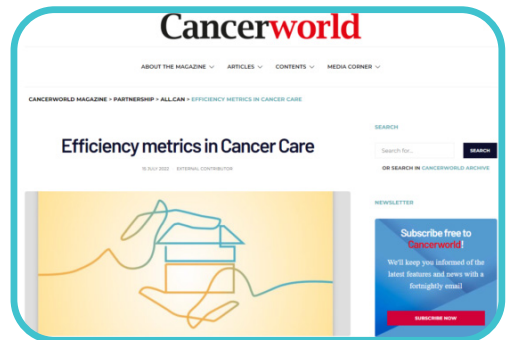 Cancerworld
ABOUT THE MAGAZINE ARTICLES CONTENTS MEDIA CORNER
CANCERWORLD MAGAZINE > PARTNERSHIP > ALL.CAN > EFFICIENCY METRICS IN CANCER CARE
Efficiency metrics in Cancer Care
15 JULY 2022 EXTERNAL CONTRIBUTOR
SEARCH
Search for...
SEARCH
OR SEARCH IN CANCERWORLD ARCHIVE
NEWSLETTER
Subscribe free to
Cancerworld!
We'll keep you informed of the
latest features and news with a
fortnightly email
SUBSCRIBE NOW